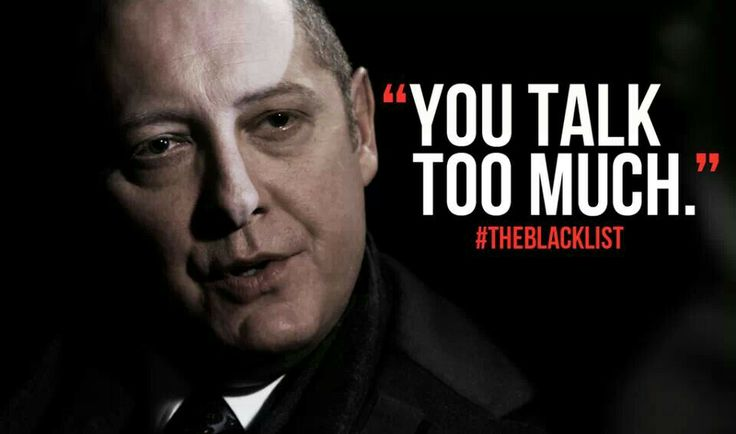 “YOU TALK
TOO MUCH.”
#THEBLACKLIST